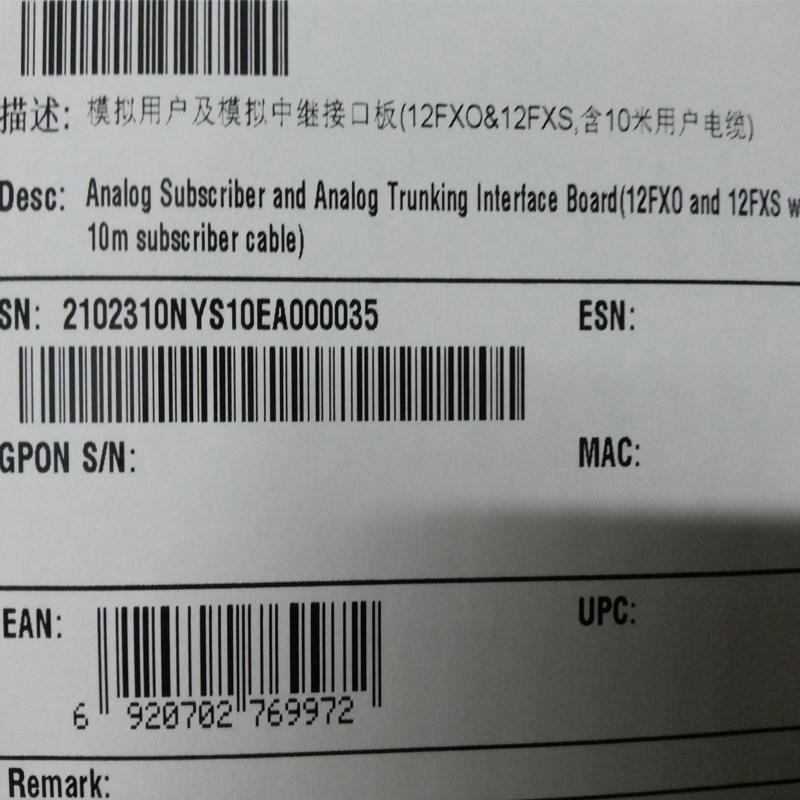 描述: 模拟用户及模拟中继接口板(12FXO&12FXS,含10米用户电缆)
Desc: Analog Subscriber and Analog Trunking Interface Board(12FXO and 12FXS
10m subscriber cable)
SN: 2102310NYS10EA000035 ESN:
GPON S/N: MAC:
EAN: UPC:
6 920702 769972
Remark: